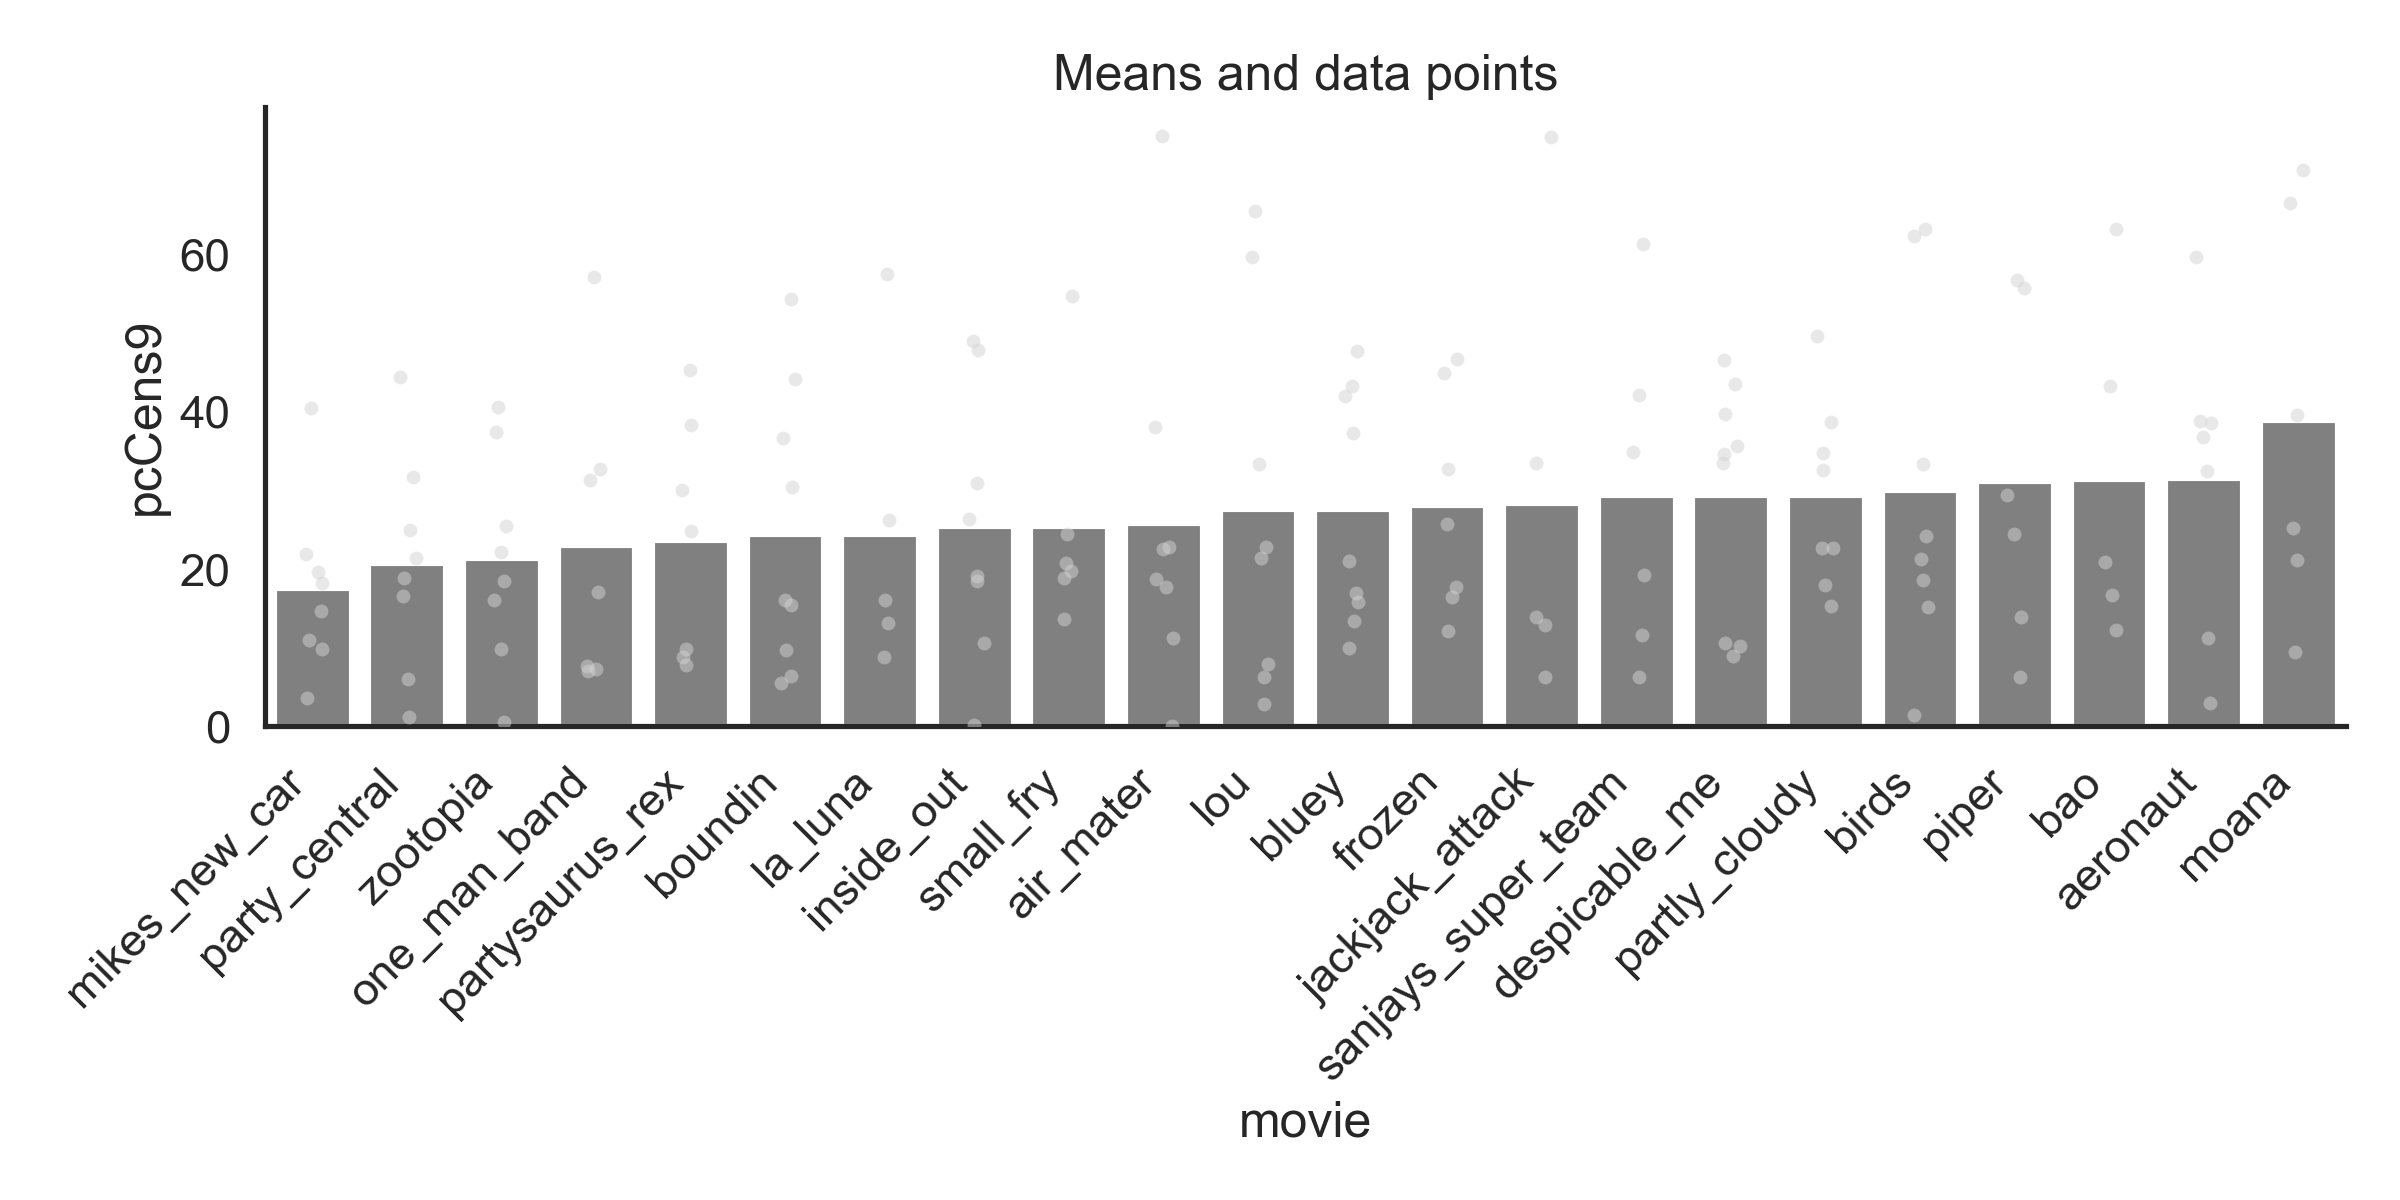 Means and data points
pcCens9
60
40
20
0
mikes_new_car
party_central
zootopia
one_man_band
partysaurus_rex
boundin
la_luna
inside_out
small_fry
air_mater
lou
bluey
frozen
jackjack_attack
sanjays_super_team
despicable_me
partly_cloudy
birds
piper
bao
aeronaut
moana
movie